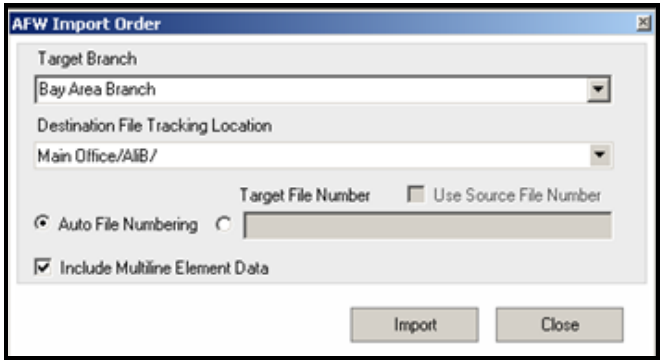 AFW Import Order
Target Branch
Bay Area Branch
Destination File Tracking Location
Main Office/AliB/
Target File Number Use Source File Number
Auto File Numbering
Include Multiline Element Data
Import Close